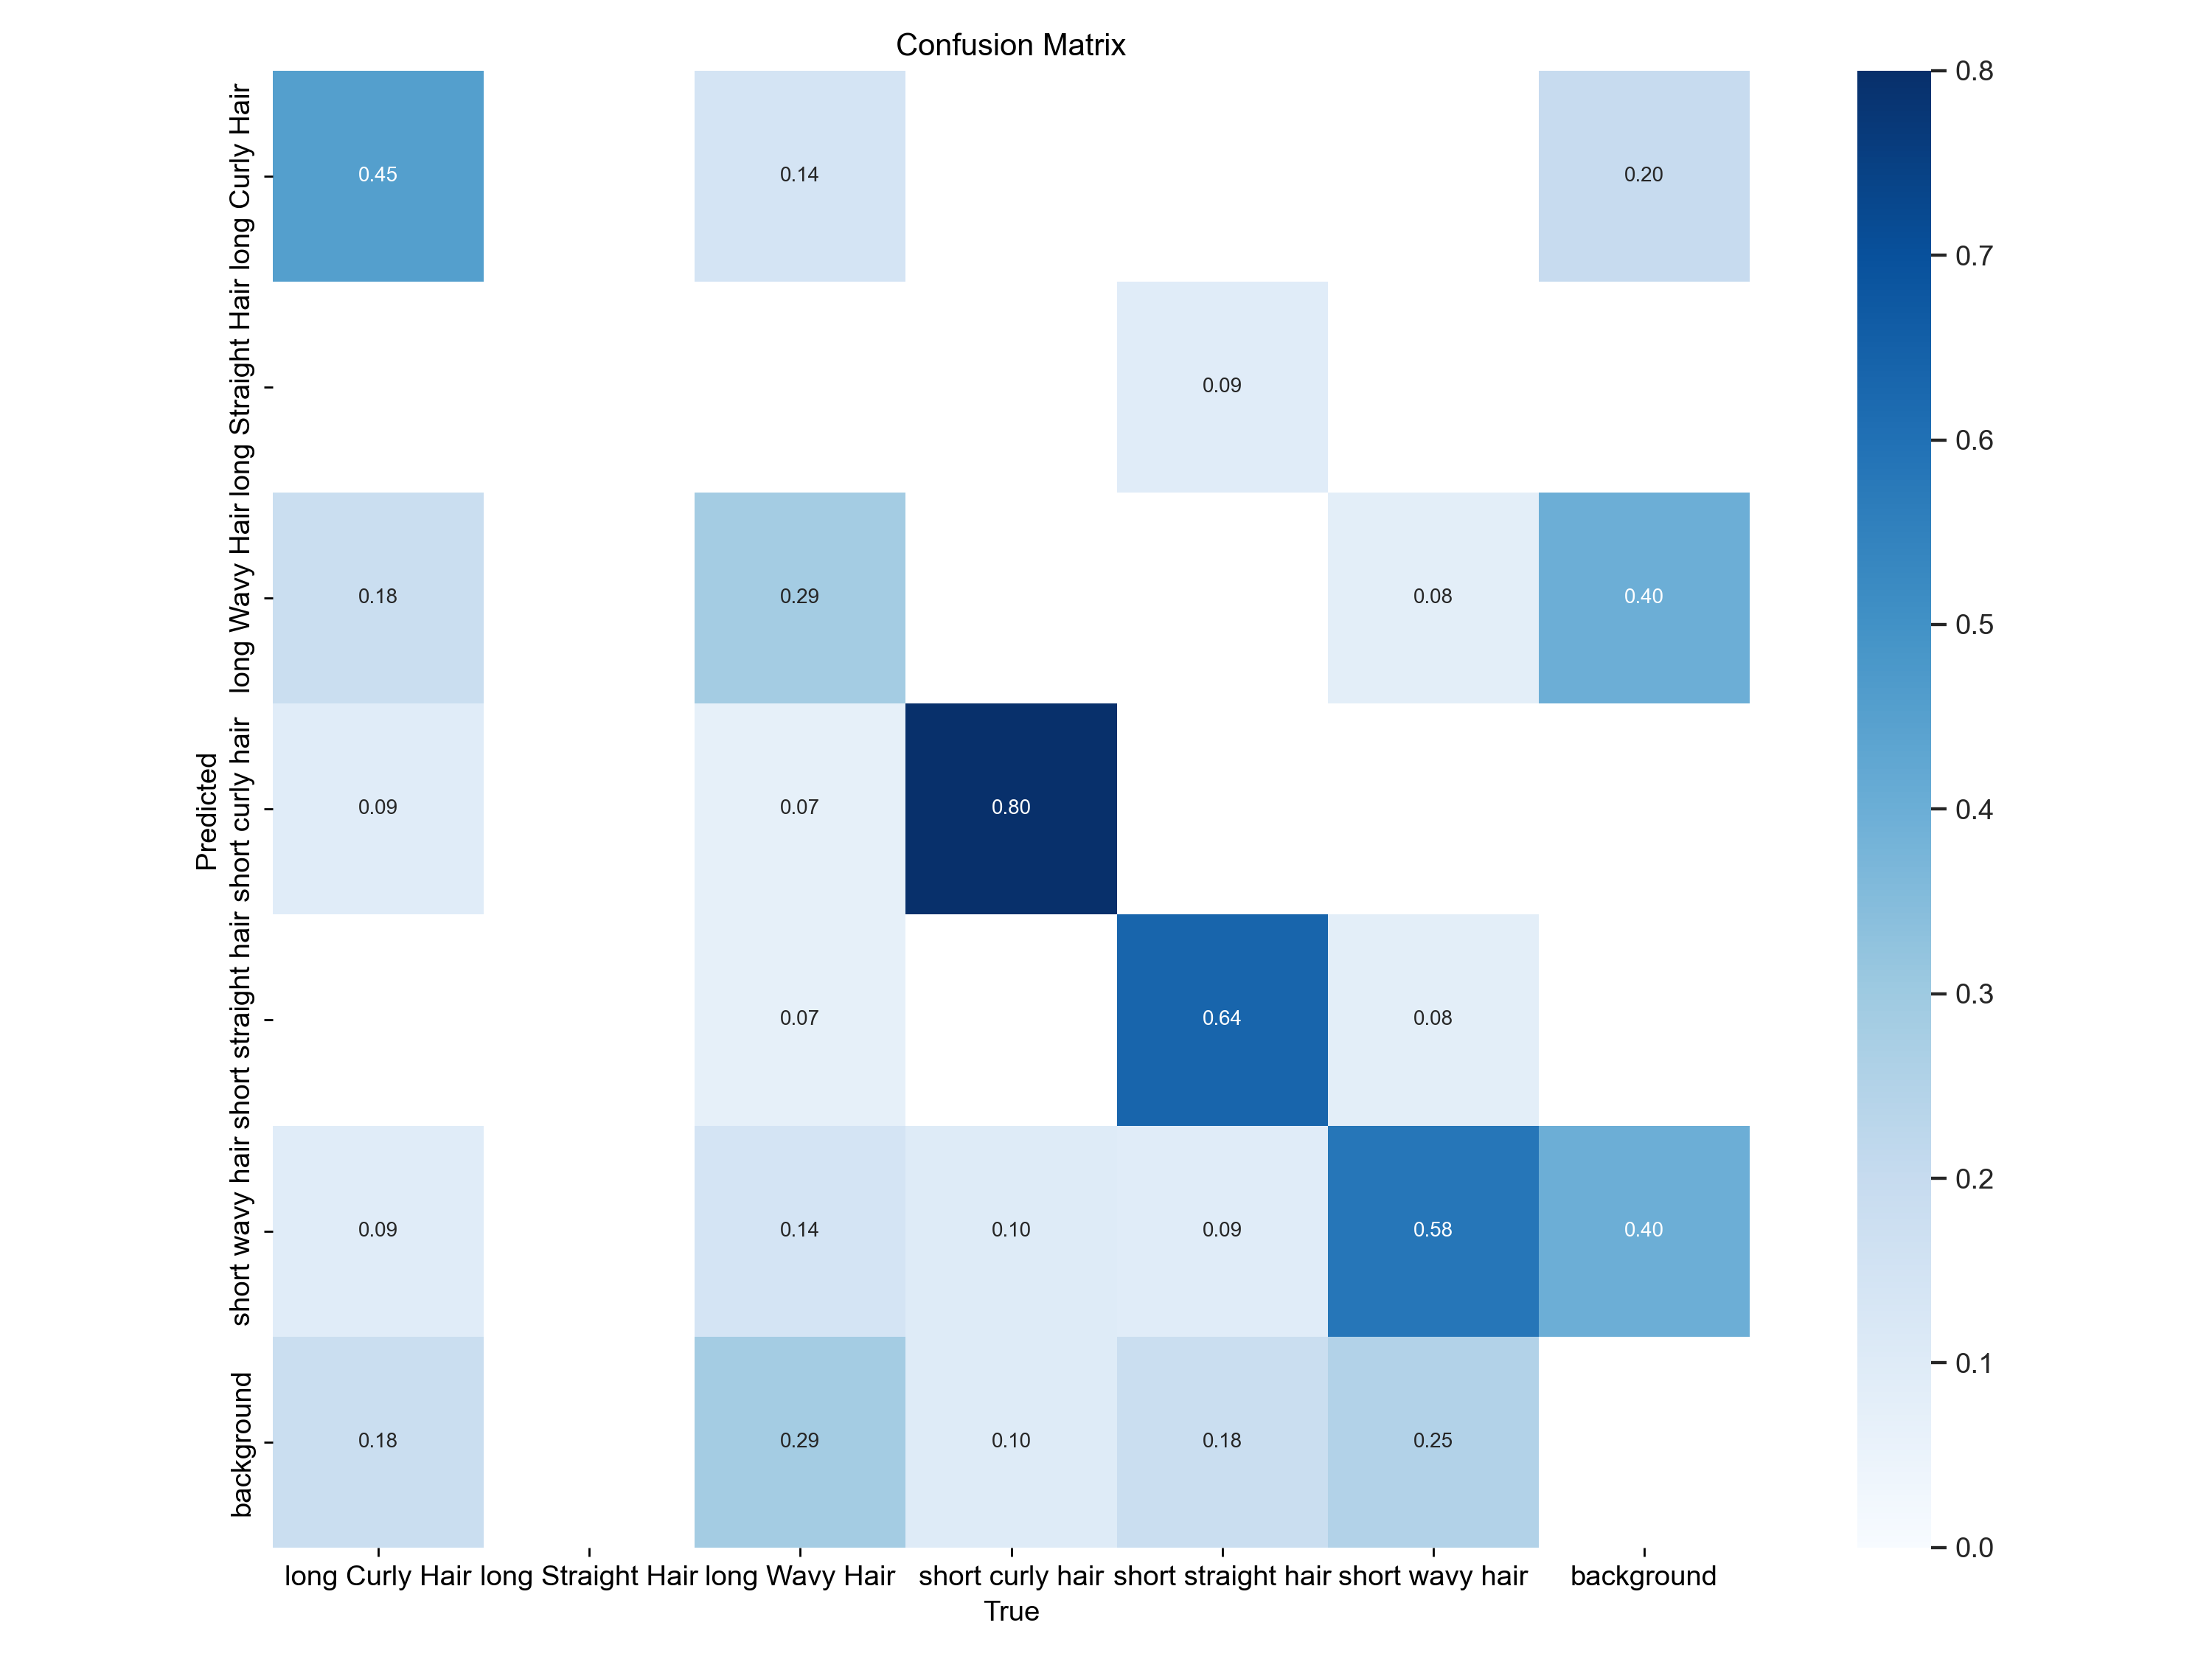 Confusion Matrix
long Curly Hair
0.45
0.14
0.20
long Straight Hair
0.09
long Wavy Hair
0.18
0.29
0.08
0.40
Predicted
short curly hair
0.09
0.07
0.80
short straight hair
0.07
0.64
0.08
short wavy hair
0.09
0.14
0.10
0.09
0.58
0.40
background
0.18
0.29
0.10
0.18
0.25
long Curly Hair
long Straight Hair
long Wavy Hair
short curly hair
short straight hair
short wavy hair
background
True
0.8
0.7
0.6
0.5
0.4
0.3
0.2
0.1
0.0